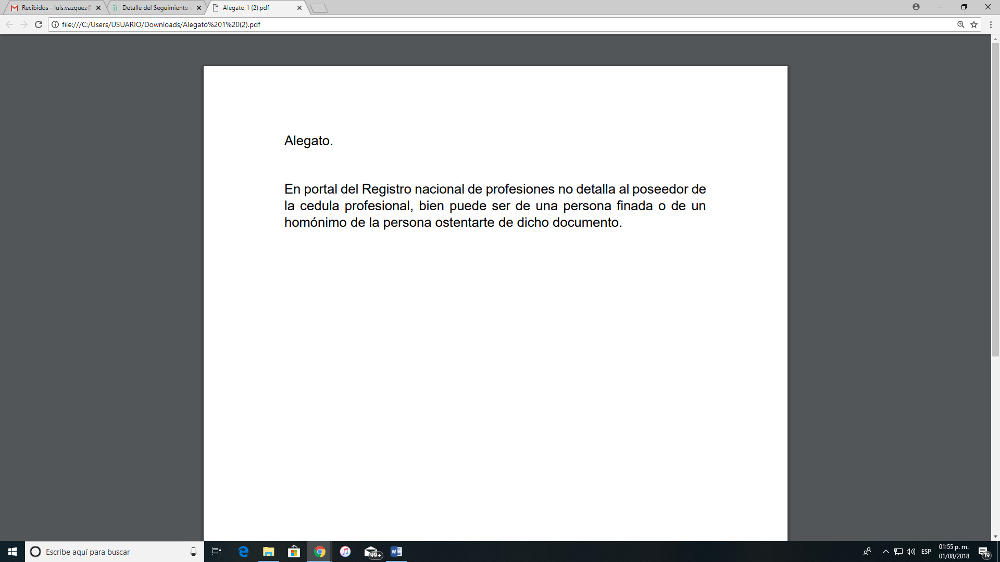 Recibidos - luis.vazquez@
Detalle del Seguimiento
Alegato 1 (2).pdf
file:///C:/Users/USUARIO/Downloads/Alegato%201%20(2).pdf
Alegato.
En portal del Registro nacional de profesiones no detalla al poseedor de
la cedula profesional, bien puede ser de una persona finada o de un
homónimo de la persona ostentarte de dicho documento.
Escribe aquí para buscar
99+
ESP
01:55 p. m.
01/08/2018
19